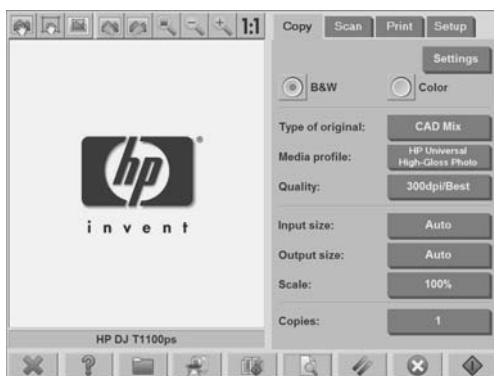 1:1
Copy
Scan
Print
Setup
Settings
B&W
Color
Type of original:
CAD Mix
Media profile:
HP Universal
High-Gloss Photo
Quality:
300dpi/Best
Input size:
Auto
Output size:
Auto
Scale:
100%
Copies:
1
hp
®
invent
HP DJ T1100ps
?